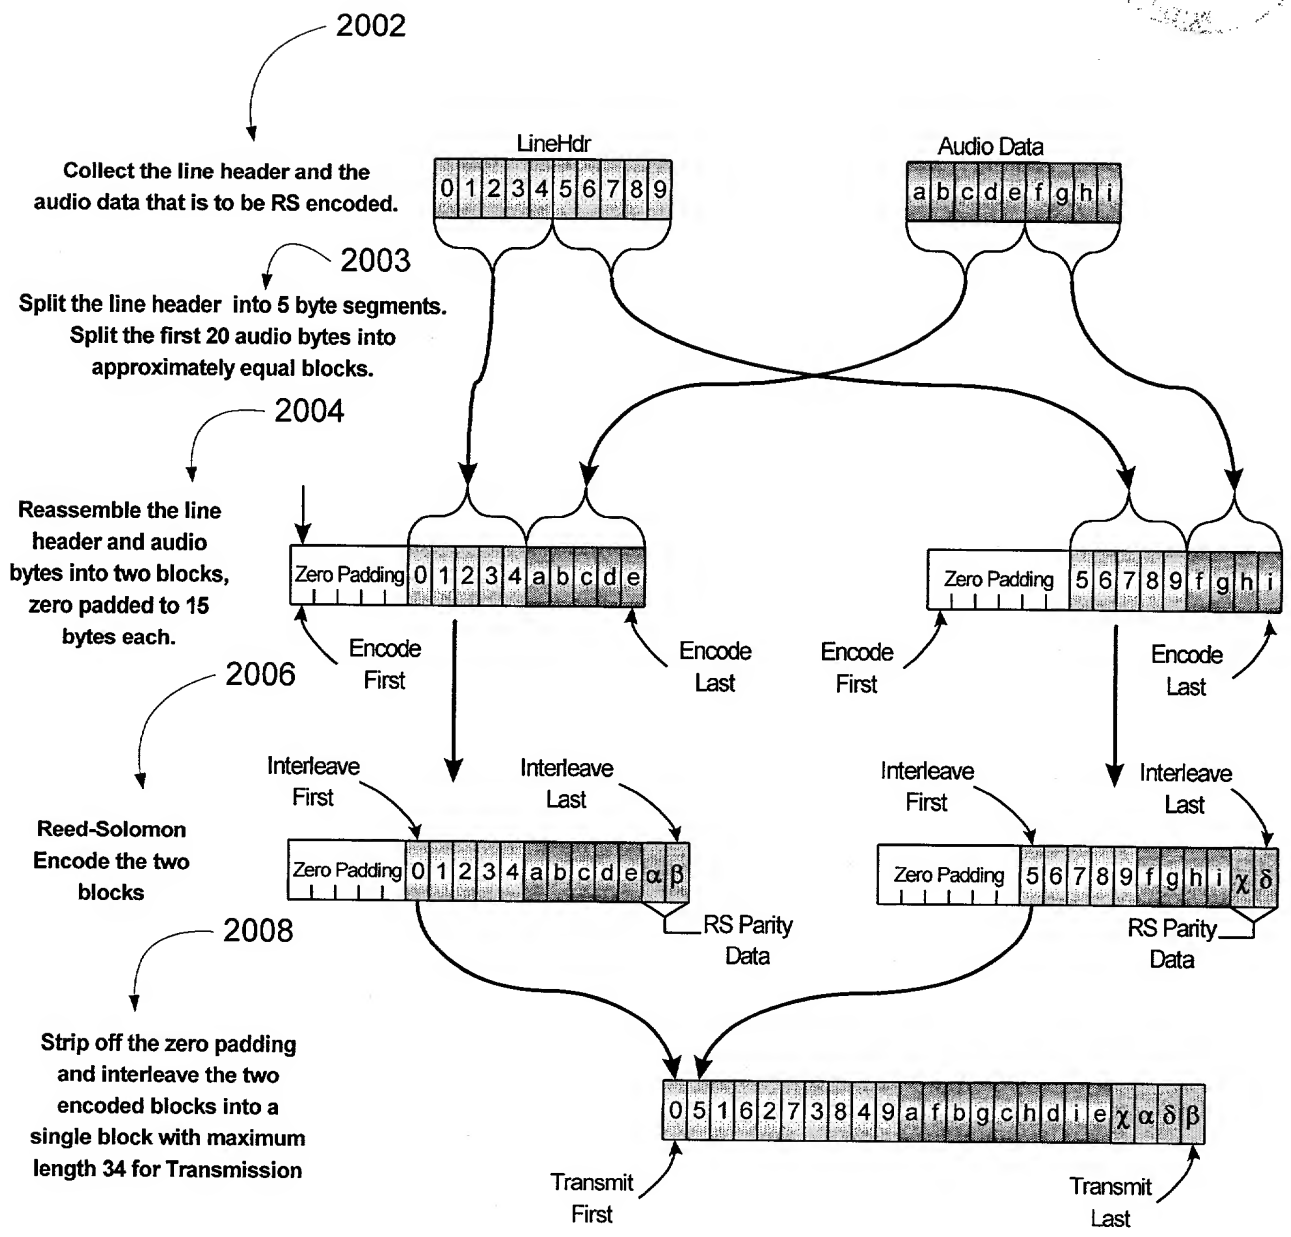 2002
Collect the line header and the
audio data that is to be RS encoded.
LineHdr
0 1 2 3 4 5 6 7 8 9
Audio Data
a b c d e f g h i
2003
Split the line header into 5 byte segments.
Split the first 20 audio bytes into
approximately equal blocks.
2004
Reassemble the line
header and audio
bytes into two blocks,
zero padded to 15
bytes each.
Zero Padding 0 1 2 3 4 a b c d e
Encode
First
Encode
Last
Zero Padding 5 6 7 8 9 f g h i
Encode
First
Encode
Last
2006
Reed-Solomon
Encode the two
blocks
Interleave
First
Interleave
Last
Zero Padding 0 1 2 3 4 a b c d e α β
RS Parity
Data
Interleave
First
Interleave
Last
Zero Padding 5 6 7 8 9 f g h i χ δ
RS Parity
Data
2008
Strip off the zero padding
and interleave the two
encoded blocks into a
single block with maximum
length 34 for Transmission
0 5 1 6 2 7 3 8 4 9 a f b g c h d i e χ α δ β
Transmit
First
Transmit
Last